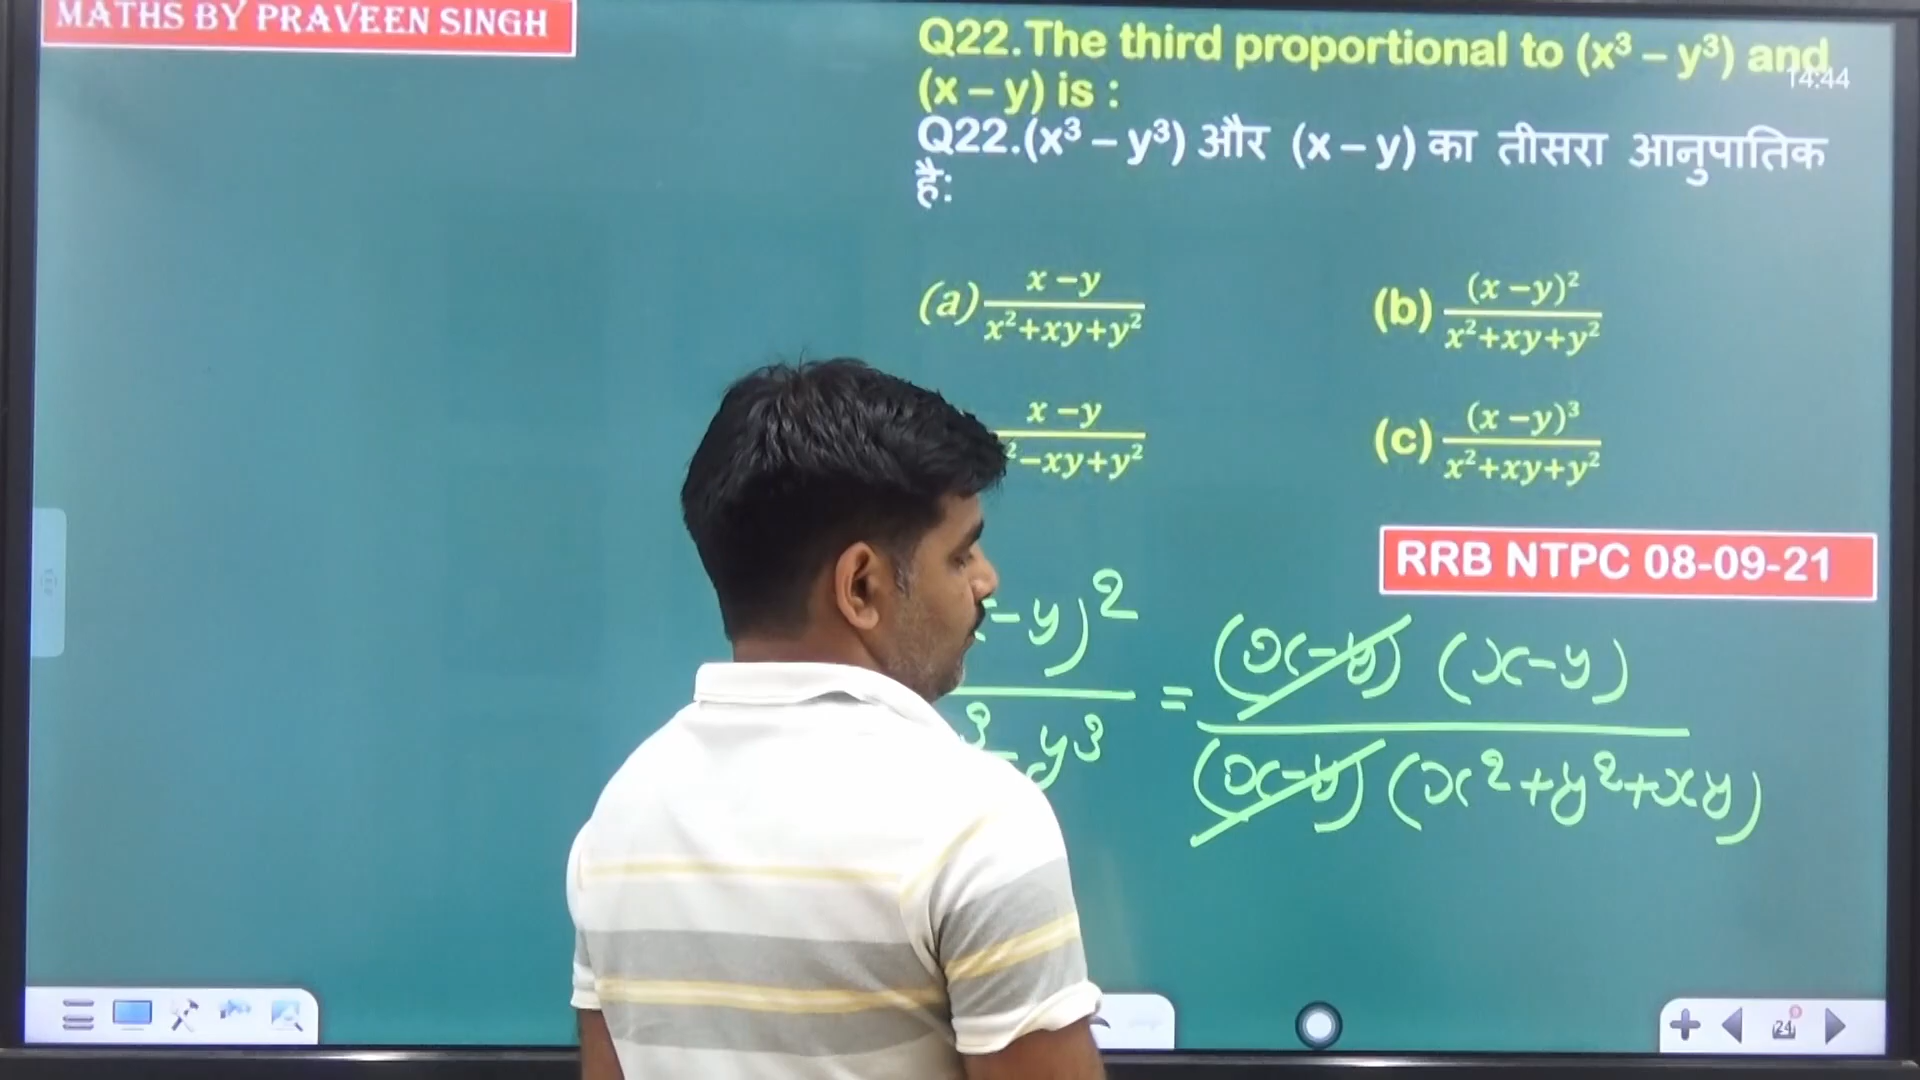 MATHS BY PRAVEEN SINGH
Q22.The third proportional to (x³ – y³) and
14:44
(x – y) is :
Q22.(x³ – y³) और (x – y) का तीसरा आनुपातिक
है:
(a) x −y / x²+xy+y²
(b) (x −y)² / x²+xy+y²
x −y / ²−xy+y²
(c) (x −y)³ / x²+xy+y²
RRB NTPC 08-09-21
-y)² / ³-y³ = (x-y) (x-y) / (x-y) (x²+y²+xy)
24